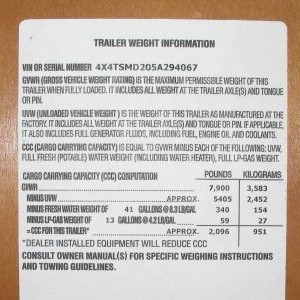 TRAILER WEIGHT INFORMATION
VIN OR SERIAL NUMBER 4X4TSMD205A294067
GVWR (GROSS VEHICLE WEIGHT RATING) IS THE MAXIMUM PERMISSIBLE WEIGHT OF THIS
TRAILER WHEN FULLY LOADED. IT INCLUDES ALL WEIGHT AT THE TRAILER AXLE(S) AND TONGUE
OR PIN.
UVW (UNLOADED VEHICLE WEIGHT) IS THE WEIGHT OF THIS TRAILER AS MANUFACTURED AT THE
FACTORY. IT INCLUDES ALL WEIGHT AT TRAILER AXLE(S) AND TONGUE OR PIN. IF APPLICABLE,
IT ALSO INCLUDES FULL GENERATOR FLUIDS, INCLUDING FUEL, ENGINE OIL AND COOLANTS.
CCC (CARGO CARRYING CAPACITY) IS EQUAL TO GVWR MINUS EACH OF THE FOLLOWING: UVW,
FULL FRESH (POTABLE) WATER WEIGHT (INCLUDING WATER HEATER), FULL LP-GAS WEIGHT.
CARGO CARRYING CAPACITY (CCC) COMPUTATION POUNDS KILOGRAMS
GVWR 7,900 3,583
MINUS UVW APPROX. 5405 2,452
MINUS FRESH WATER WEIGHT OF 41 GALLONS @ 8.3 LB/GAL 340 154
MINUS LP-GAS WEIGHT OF 13 GALLONS @ 4.2 LB/GAL 59 27
= CCC FOR THIS TRAILER* APPROX. 2,096 951
*DEALER INSTALLED EQUIPMENT WILL REDUCE CCC
CONSULT OWNER MANUAL(S) FOR SPECIFIC WEIGHING INSTRUCTIONS
AND TOWING GUIDELINES.